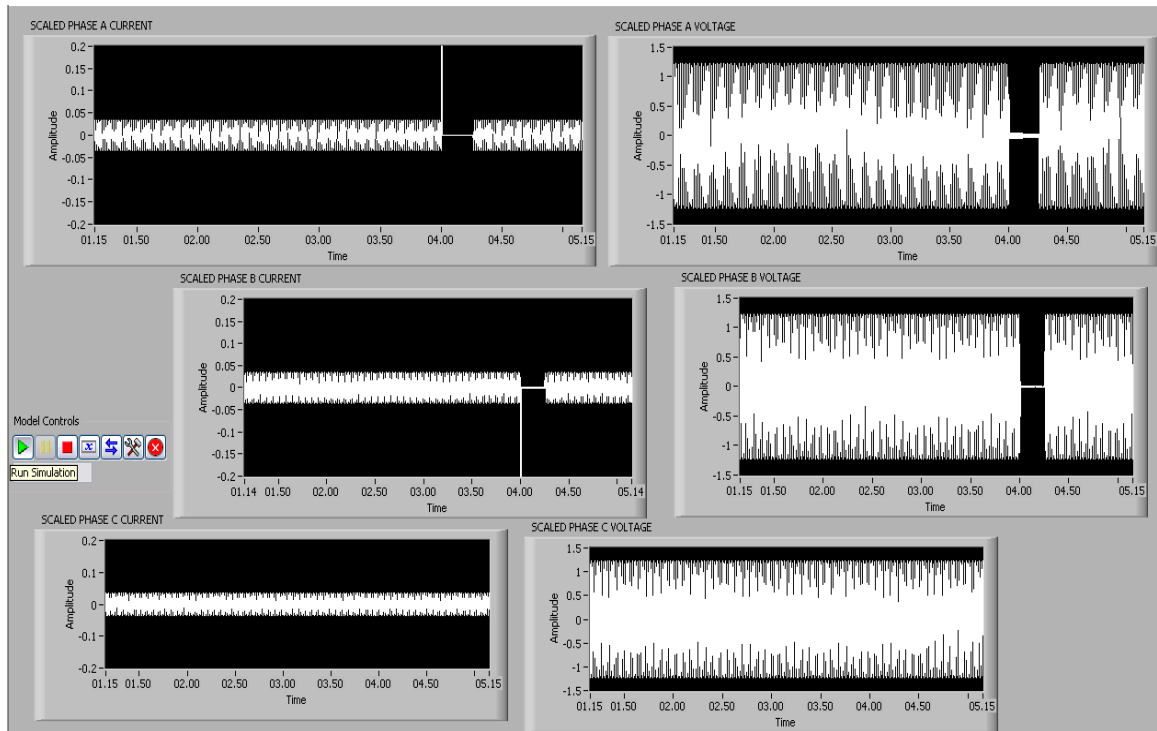 SCALED PHASE A CURRENT
Amplitude
0.2
0.15
0.1
0.05
0
-0.05
-0.1
-0.15
-0.2
01.15 01.50 02.00 02.50 03.00 03.50 04.00 04.50 05.15
Time
SCALED PHASE A VOLTAGE
Amplitude
1.5
1
0.5
0
-0.5
-1
-1.5
01.15 01.50 02.00 02.50 03.00 03.50 04.00 04.50 05.15
Time
SCALED PHASE B CURRENT
Amplitude
0.2
0.15
0.1
0.05
0
-0.05
-0.1
-0.15
-0.2
01.14 01.50 02.00 02.50 03.00 03.50 04.00 04.50 05.14
Time
SCALED PHASE B VOLTAGE
Amplitude
1.5
1
0.5
0
-0.5
-1
-1.5
01.15 01.50 02.00 02.50 03.00 03.50 04.00 04.50 05.15
Time
Model Controls
x
Run Simulation
SCALED PHASE C CURRENT
Amplitude
0.2
0.1
0
-0.1
-0.2
01.15 01.50 02.00 02.50 03.00 03.50 04.00 04.50 05.15
Time
SCALED PHASE C VOLTAGE
Amplitude
1.5
1
0.5
0
-0.5
-1
-1.5
01.15 01.50 02.00 02.50 03.00 03.50 04.00 04.50 05.15
Time